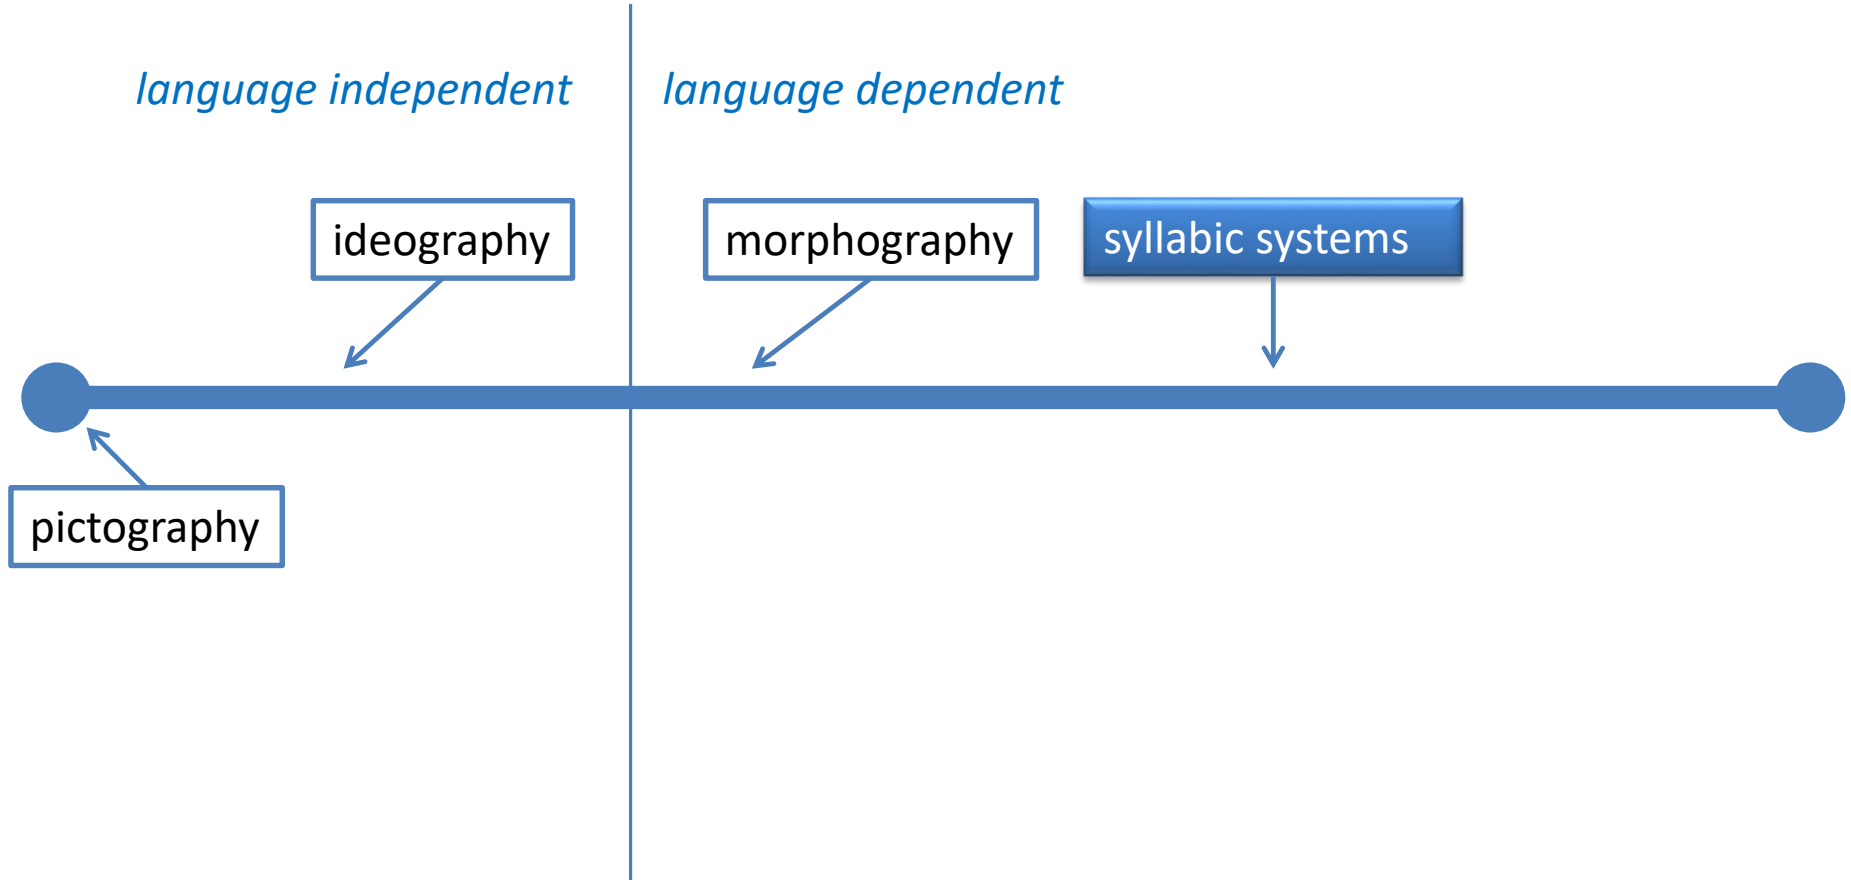 language independent
language dependent
ideography
morphography
syllabic systems
pictography